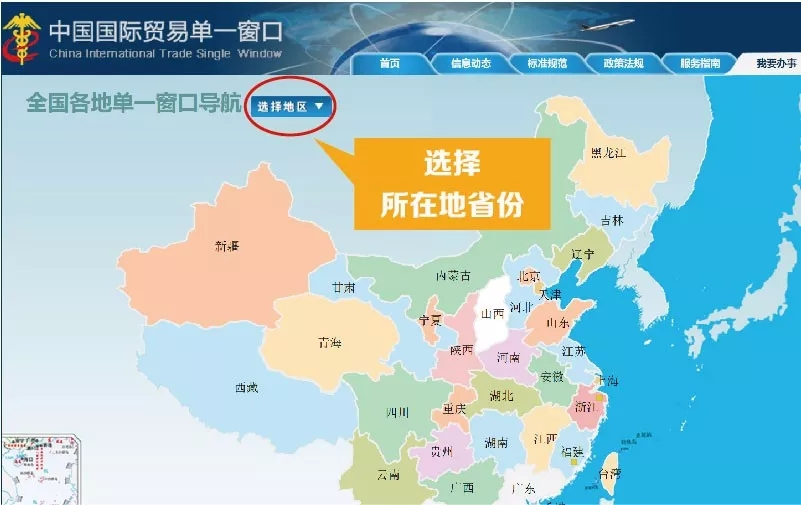 中国国际贸易单一窗口
China International Trade Single Window
首页
信息动态
标准规范
政策法规
服务指南
我要办事
全国各地单一窗口导航
选择地区
选择
所在地省份
黑龙江
吉林
辽宁
新疆
内蒙古
甘肃
北京
天津
河北
山西
宁夏
山东
青海
陕西
河南
江苏
西藏
安徽
上海
四川
重庆
湖北
浙江
贵州
湖南
江西
福建
云南
广西
广东
台湾